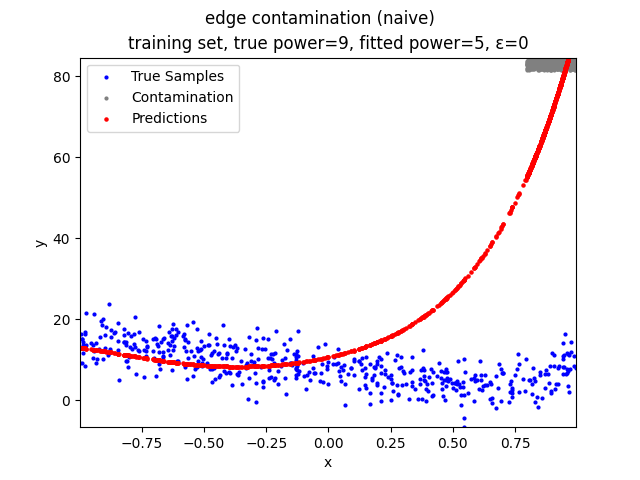 edge contamination (naive)
training set, true power=9, fitted power=5, ε=0
True Samples
Contamination
Predictions
80
60
40
20
0
y
−0.75 −0.50 −0.25 0.00 0.25 0.50 0.75
x